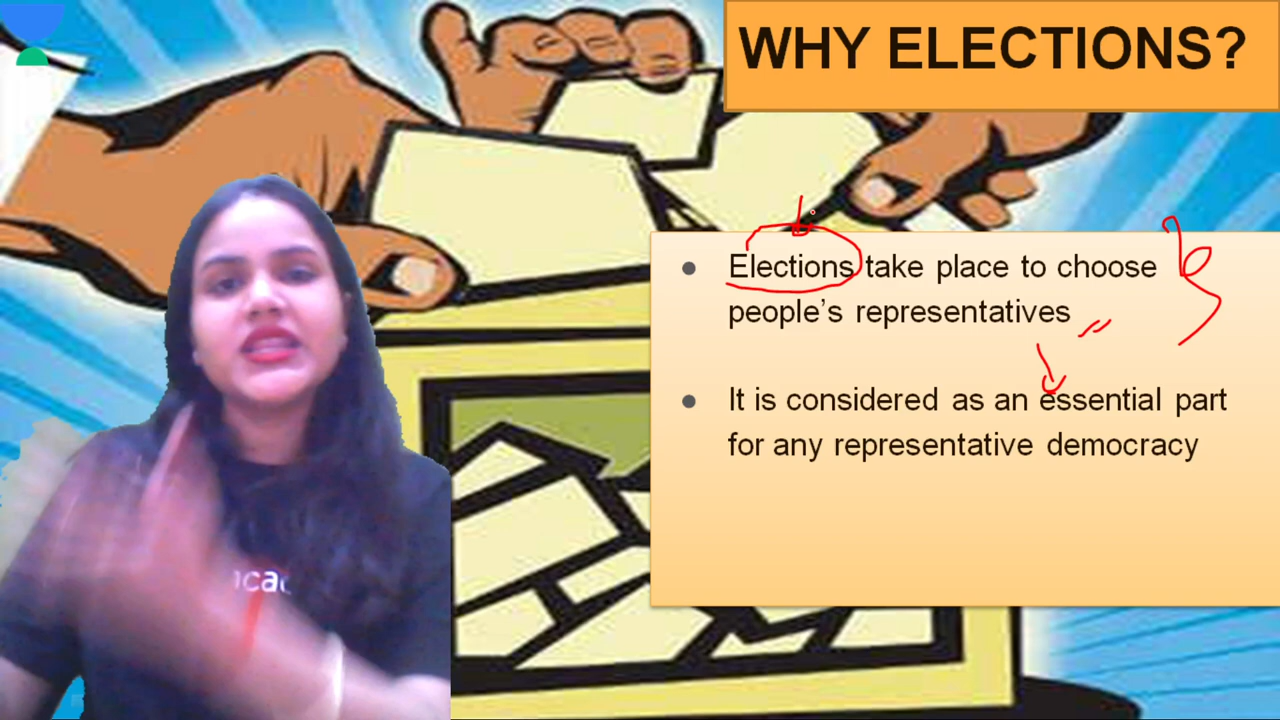 WHY ELECTIONS?
● Elections take place to choose
people’s representatives
● It is considered as an essential part
for any representative democracy